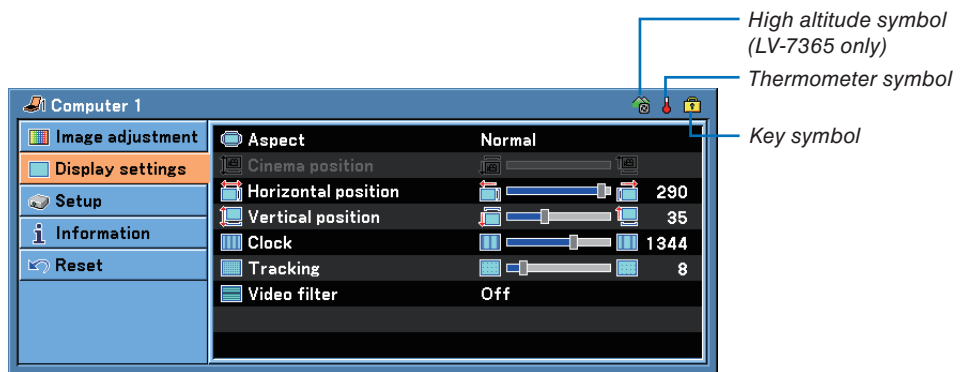 High altitude symbol
(LV-7365 only)
Thermometer symbol
Key symbol
Computer 1
Image adjustment
Display settings
Setup
Information
Reset
Aspect Normal
Cinema position
Horizontal position 290
Vertical position 35
Clock 1344
Tracking 8
Video filter Off